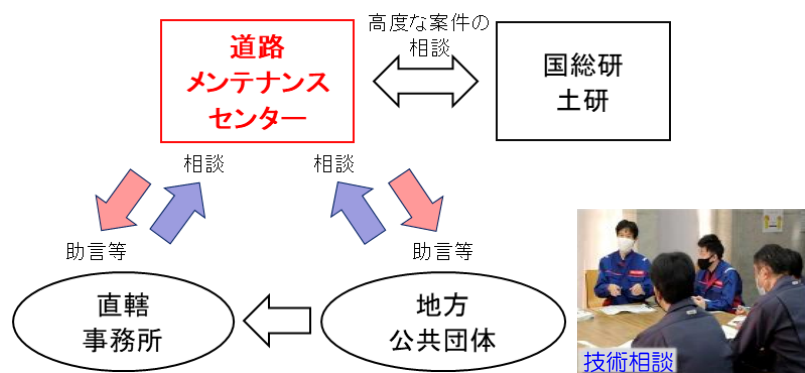 道路
メンテナンス
センター
高度な案件の
相談
国総研
土研
相談
相談
助言等
助言等
直轄
事務所
地方
公共団体
技術相談